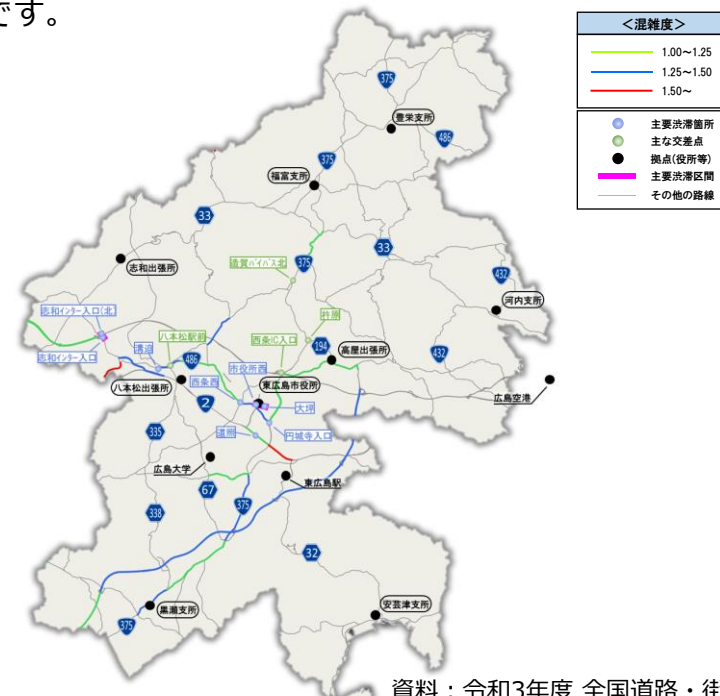 です。
＜混雑度＞
1.00～1.25
1.25～1.50
1.50～
主要渋滞箇所
主な交差点
拠点(役所等)
主要渋滞区間
その他の路線
375
豊栄支所
486
375
福富支所
33
33
志和出張所
造賀バイパス北
375
432
河内支所
志和インター入口(北)
杵原
八本松駅前
西条IC入口
志和インター入口
溝迫
194
高屋出張所
432
486
市役所西
八本松出張所
西条西
東広島市役所
広島空港
2
大坪
道照
円城寺入口
335
広島大学
東広島駅
67
375
338
32
黒瀬支所
安芸津支所
375
資料：令和3年度 全国道路・街